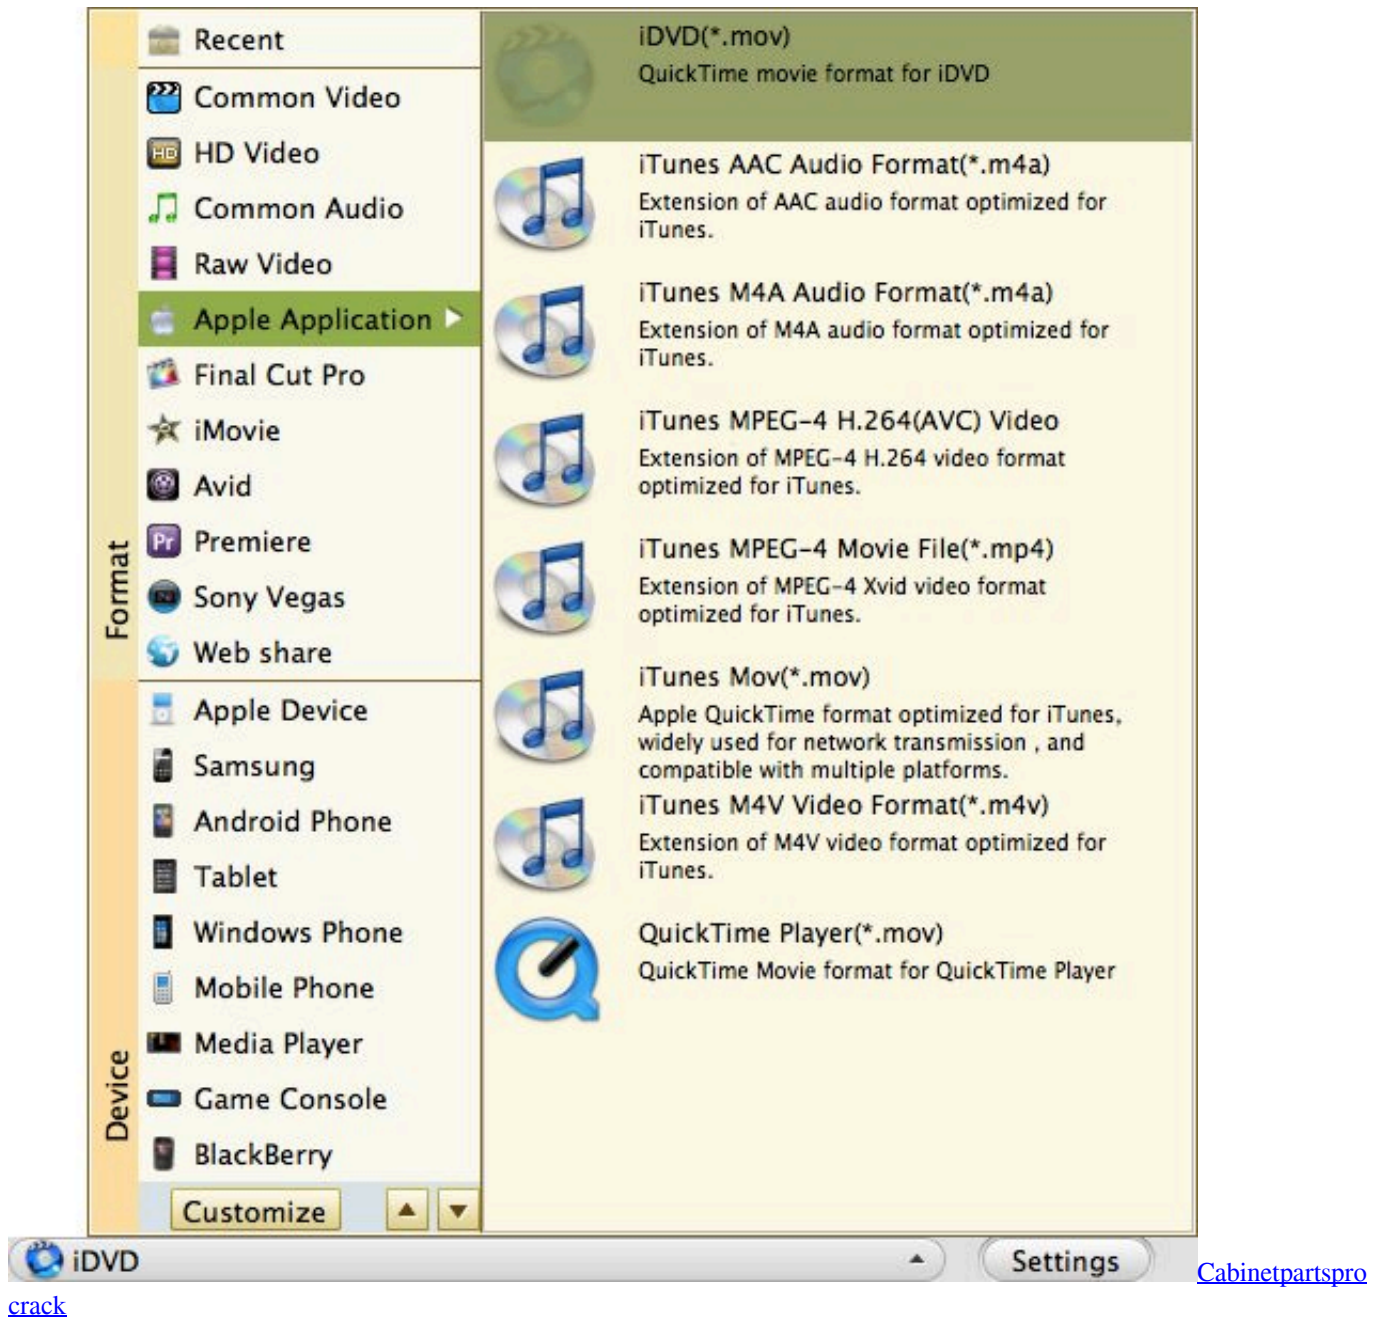 Recent
Common Video
HD Video
Common Audio
Raw Video
Apple Application
Final Cut Pro
iMovie
Avid
Premiere
Sony Vegas
Web share
Format
Apple Device
Samsung
Android Phone
Tablet
Windows Phone
Mobile Phone
Media Player
Game Console
BlackBerry
Device
Customize
iDVD(*.mov)
QuickTime movie format for iDVD
iTunes AAC Audio Format(*.m4a)
Extension of AAC audio format optimized for
iTunes.
iTunes M4A Audio Format(*.m4a)
Extension of M4A audio format optimized for
iTunes.
iTunes MPEG-4 H.264(AVC) Video
Extension of MPEG-4 H.264 video format
optimized for iTunes.
iTunes MPEG-4 Movie File(*.mp4)
Extension of MPEG-4 Xvid video format
optimized for iTunes.
iTunes Mov(*.mov)
Apple QuickTime format optimized for iTunes,
widely used for network transmission , and
compatible with multiple platforms.
iTunes M4V Video Format(*.m4v)
Extension of M4V video format optimized for
iTunes.
QuickTime Player(*.mov)
QuickTime Movie format for QuickTime Player
iDVD
Settings
Cabinetpartspro
crack
HD
Pr